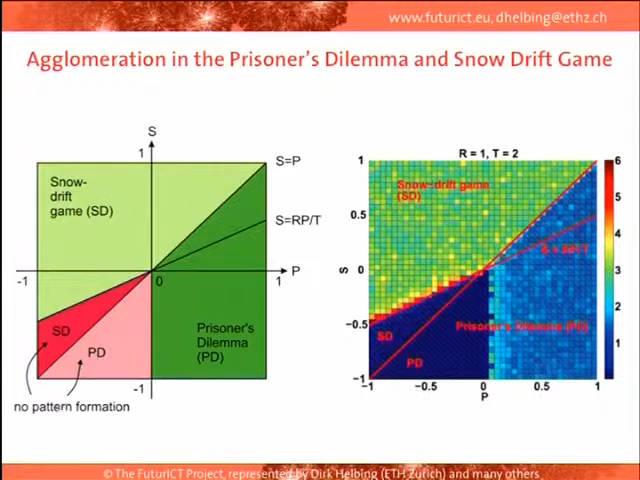 www.futurict.eu, dhelbing@ethz.ch
Agglomeration in the Prisoner's Dilemma and Snow Drift Game
S
1
S=P
Snow-
drift
game (SD)
S=RP/T
-1
0
1
P
SD
PD
Prisoner's
Dilemma
(PD)
-1
no pattern formation
R = 1, T = 2
1
0.5
0
−0.5
−1
S
Snow-drift game
(SD)
S = RP/T
Prisoner's Dilemma (PD)
SD
PD
−1
−0.5
0
0.5
1
P
6
5
4
3
2
1
© The FuturICT Project, represented by Dirk Helbing (ETH Zurich) and many others